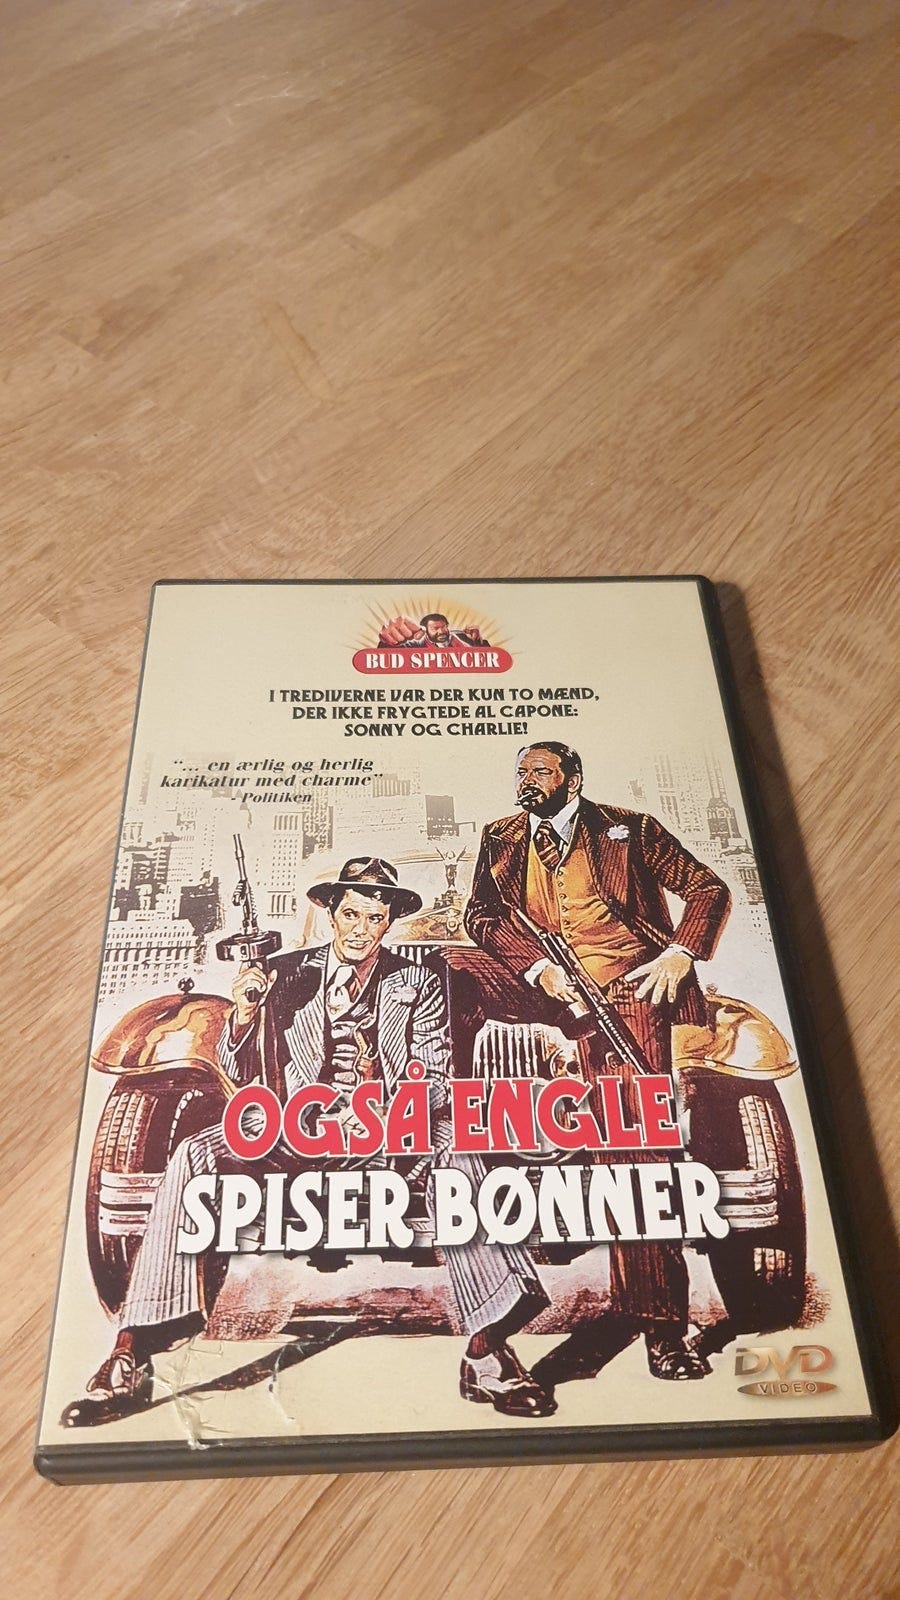 BUD SPENCER
I TREDIVERNE VAR DER KUN TO MÆND,
DER IKKE FRYGTEDE AL CAPONE:
SONNY OG CHARLIE!
"... en ærlig og herlig
karikatur med charme"
- Politiken
OGSÅ ENGLE
SPISER BØNNER
DVD
VIDEO